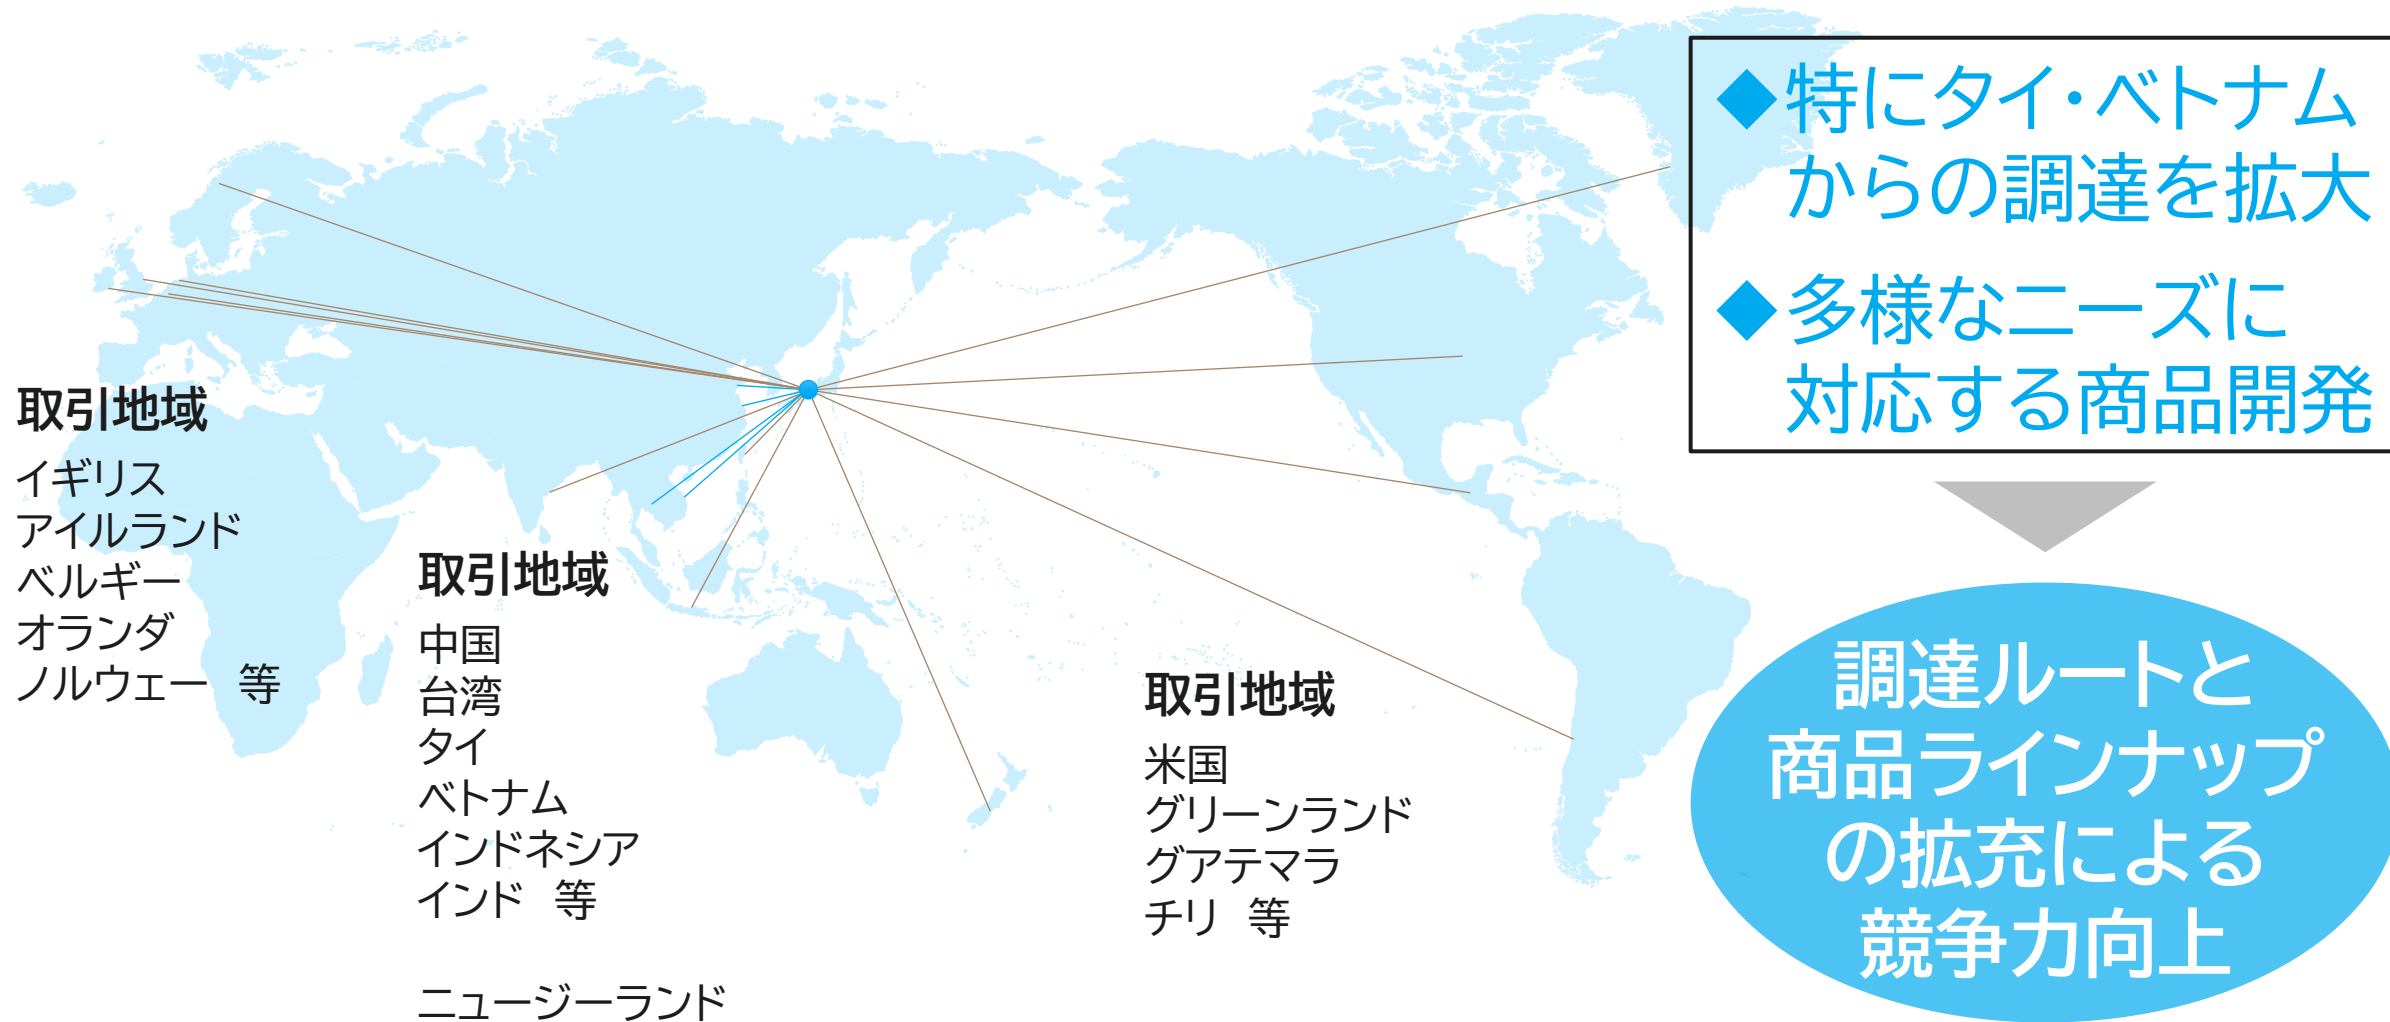 ◆特にタイ・ベトナム
からの調達を拡大
◆多様なニーズに
対応する商品開発
調達ルートと
商品ラインナップ
の拡充による
競争力向上
取引地域
イギリス
アイルランド
ベルギー
オランダ
ノルウェー 等
取引地域
中国
台湾
タイ
ベトナム
インドネシア
インド 等
ニュージーランド
取引地域
米国
グリーンランド
グアテマラ
チリ 等